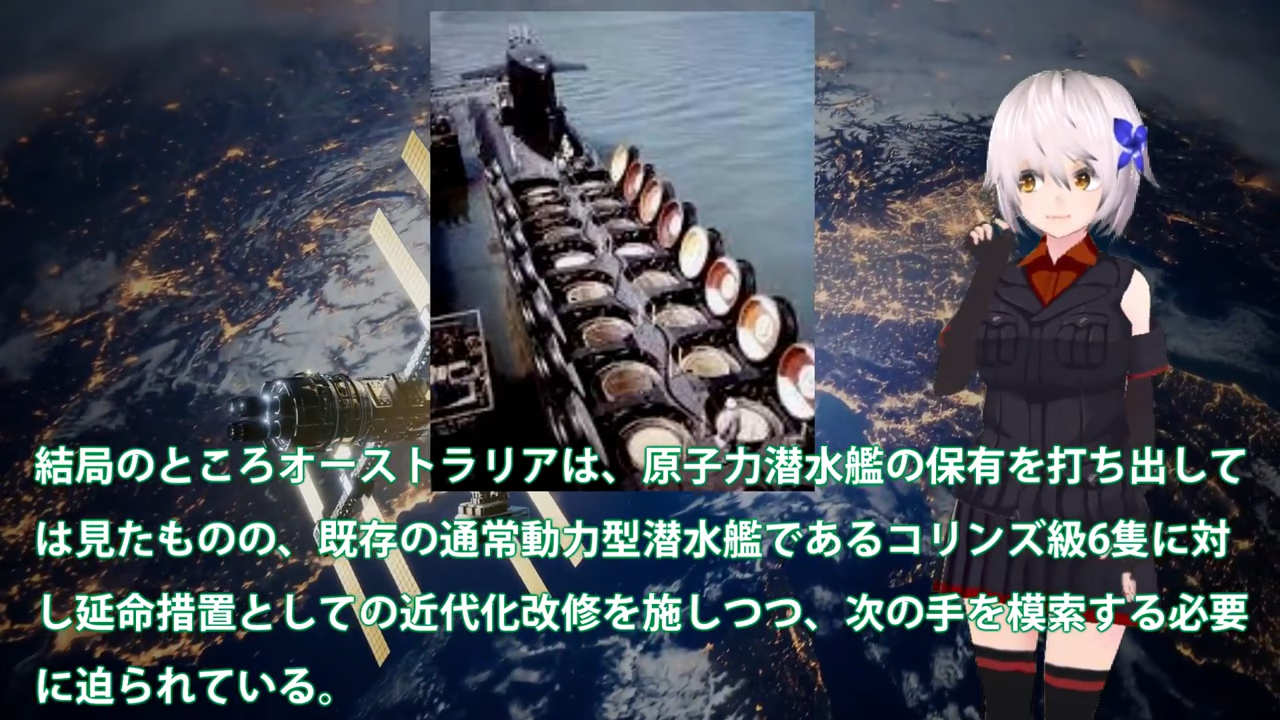 結局のところオーストラリアは、原子力潜水艦の保有を打ち出して
は見たものの、既存の通常動力型潜水艦であるコリンズ級6隻に対
し延命措置としての近代化改修を施しつつ、次の手を模索する必要
に迫られている。